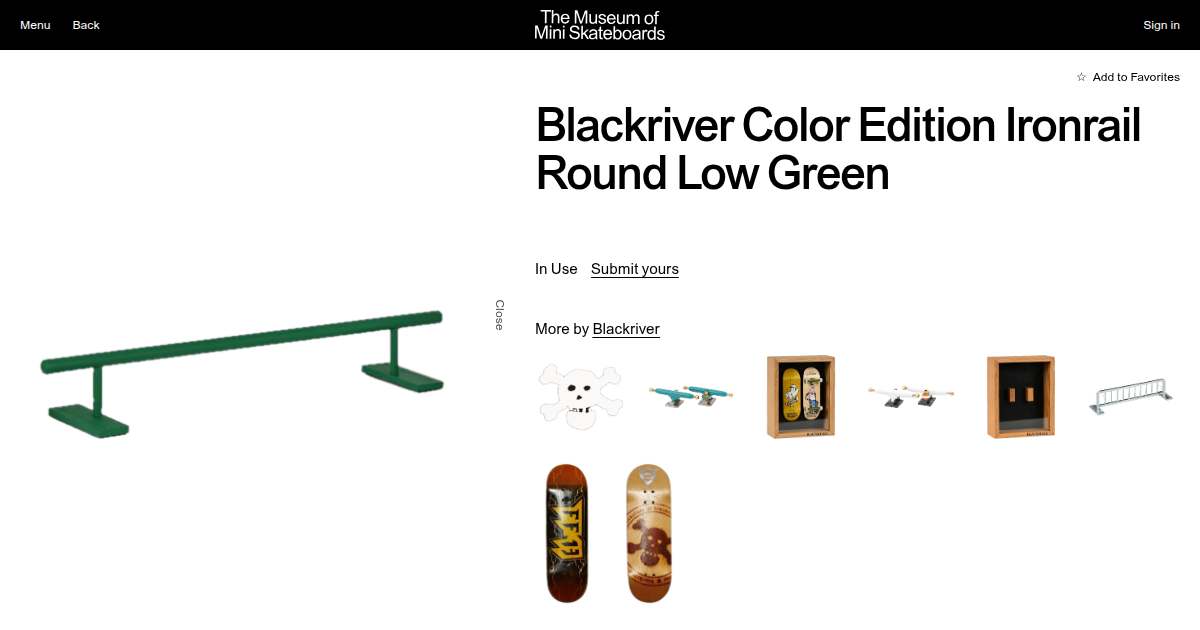 Menu
Back
The Museum of
Mini Skateboards
Sign in
☆ Add to Favorites
Blackriver Color Edition Ironrail
Round Low Green
In Use Submit yours
Close
More by Blackriver